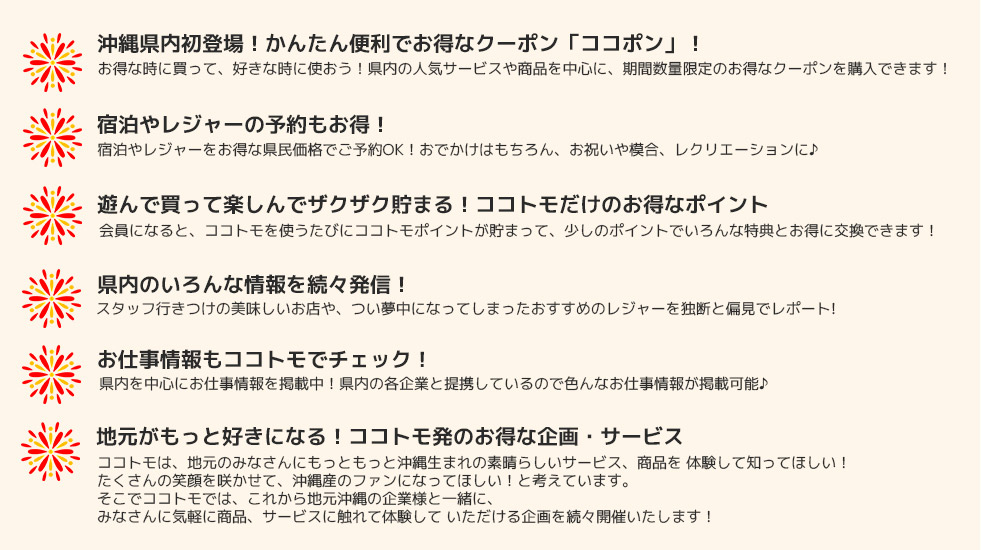 沖縄県内初登場！かんたん便利でお得なクーポン「ココポン」！
お得な時に買って、好きな時に使おう！県内の人気サービスや商品を中心に、期間数量限定のお得なクーポンを購入できます！
宿泊やレジャーの予約もお得！
宿泊やレジャーをお得な県民価格でご予約OK！おでかけはもちろん、お祝いや模合、レクリエーションに♪
遊んで買って楽しんでザクザク貯まる！ココトモだけのお得なポイント
会員になると、ココトモを使うたびにココトモポイントが貯まって、少しのポイントでいろんな特典とお得に交換できます！
県内のいろんな情報を続々発信！
スタッフ行きつけの美味しいお店や、つい夢中になってしまったおすすめのレジャーを独断と偏見でレポート!
お仕事情報もココトモでチェック！
県内を中心にお仕事情報を掲載中！県内の各企業と提携しているので色んなお仕事情報が掲載可能♪
地元がもっと好きになる！ココトモ発のお得な企画・サービス
ココトモは、地元のみなさんにもっともっと沖縄生まれの素晴らしいサービス、商品を 体験して知ってほしい！
たくさんの笑顔を咲かせて、沖縄産のファンになってほしい！と考えています。
そこでココトモでは、これから地元沖縄の企業様と一緒に、
みなさんに気軽に商品、サービスに触れて体験して いただける企画を続々開催いたします！